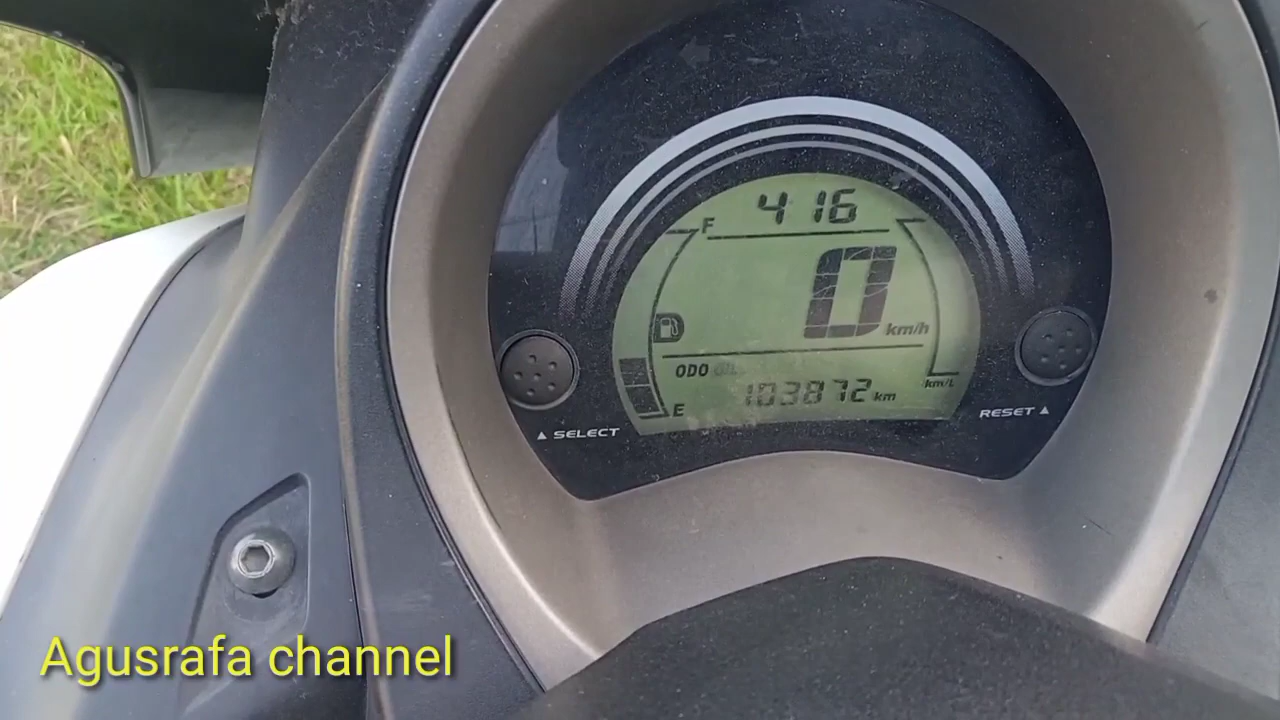 4 16
F
0
km/h
ODO
103872 km
km/L
E
▲ SELECT
RESET ▲
Agusrafa channel